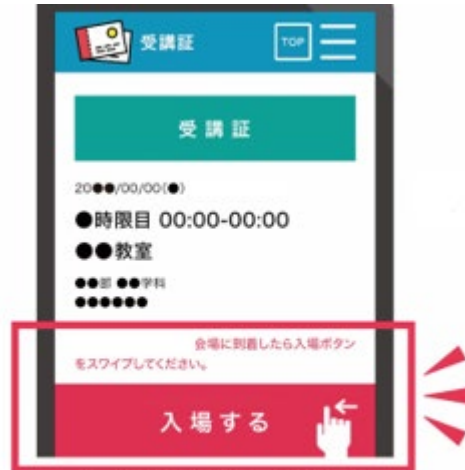 受講証
TOP
受講証
20●●/00/00(●)
●時限目 00:00-00:00
●●教室
●●部 ●●学科
●●●●●●
会場に到着したら入場ボタン
をスワイプしてください。
入場する